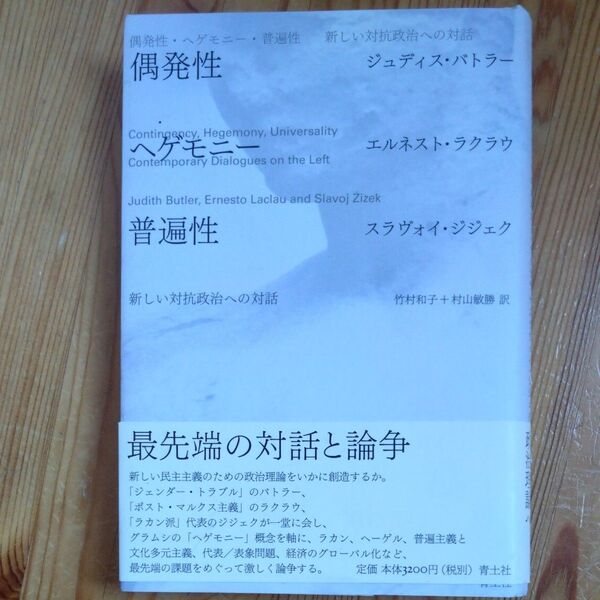 偶発性・ヘゲモニー・普遍性　新しい対抗政治への対話
偶発性　ジュディス・バトラー
Contingency, Hegemony, Universality
ヘゲモニー　エルネスト・ラクラウ
Contemporary Dialogues on the Left
Judith Butler, Ernesto Laclau and Slavoj Žižek
普遍性　スラヴォイ・ジジェク
新しい対抗政治への対話　竹村和子＋村山敏勝 訳
最先端の対話と論争
新しい民主主義のための政治理論をいかに創造するか。
「ジェンダー・トラブル」のバトラー、
「ポスト・マルクス主義」のラクラウ、
「ラカン派」代表のジジェクが一堂に会し、
グラムシの「ヘゲモニー」概念を軸に、ラカン、ヘーゲル、普遍主義と
文化多元主義、代表／表象問題、経済のグローバル化など、
最先端の課題をめぐって激しく論争する。　定価 本体3200円（税別）青土社
青土社